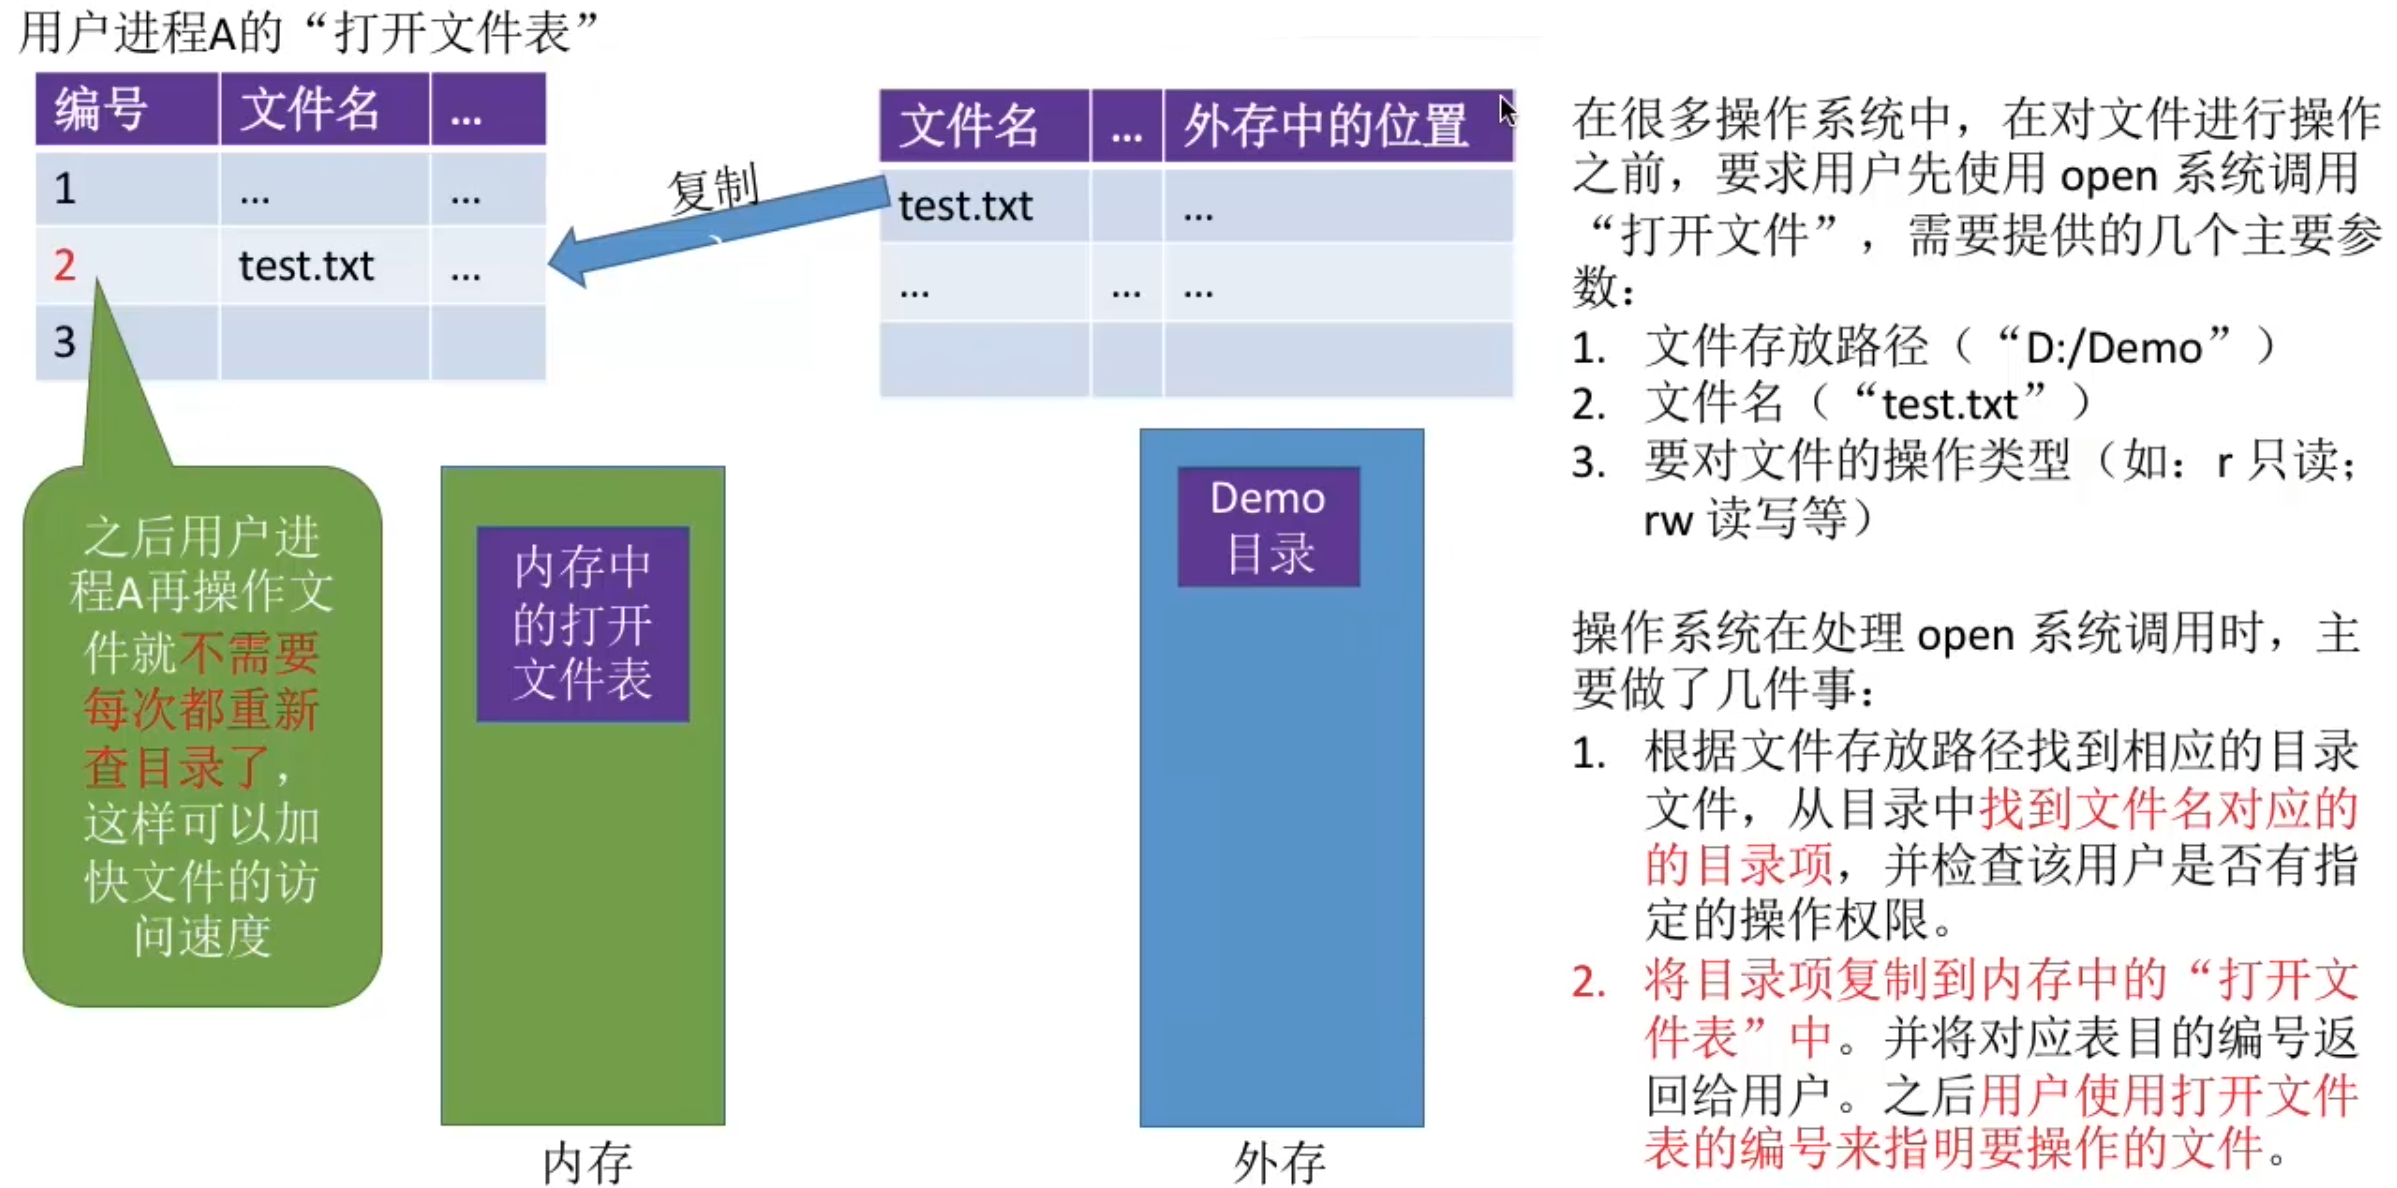 用户进程A的“打开文件表”
编号 文件名 ...
1 ... ...
2 test.txt ...
3
复制
文件名 ... 外存中的位置
test.txt ...
... ... ...
之后用户进
程A再操作文
件就不需要
每次都重新
查目录了，
这样可以加
快文件的访
问速度
内存中
的打开
文件表
内存
Demo
目录
外存
在很多操作系统中，在对文件进行操作
之前，要求用户先使用 open 系统调用
“打开文件”，需要提供的几个主要参
数：
1. 文件存放路径（“D:/Demo”）
2. 文件名（“test.txt”）
3. 要对文件的操作类型（如：r 只读；
rw 读写等）
操作系统在处理 open 系统调用时，主
要做了几件事：
1. 根据文件存放路径找到相应的目录
文件，从目录中找到文件名对应的
的目录项，并检查该用户是否有指
定的操作权限。
2. 将目录项复制到内存中的“打开文
件表”中。并将对应表目的编号返
回给用户。之后用户使用打开文件
表的编号来指明要操作的文件。